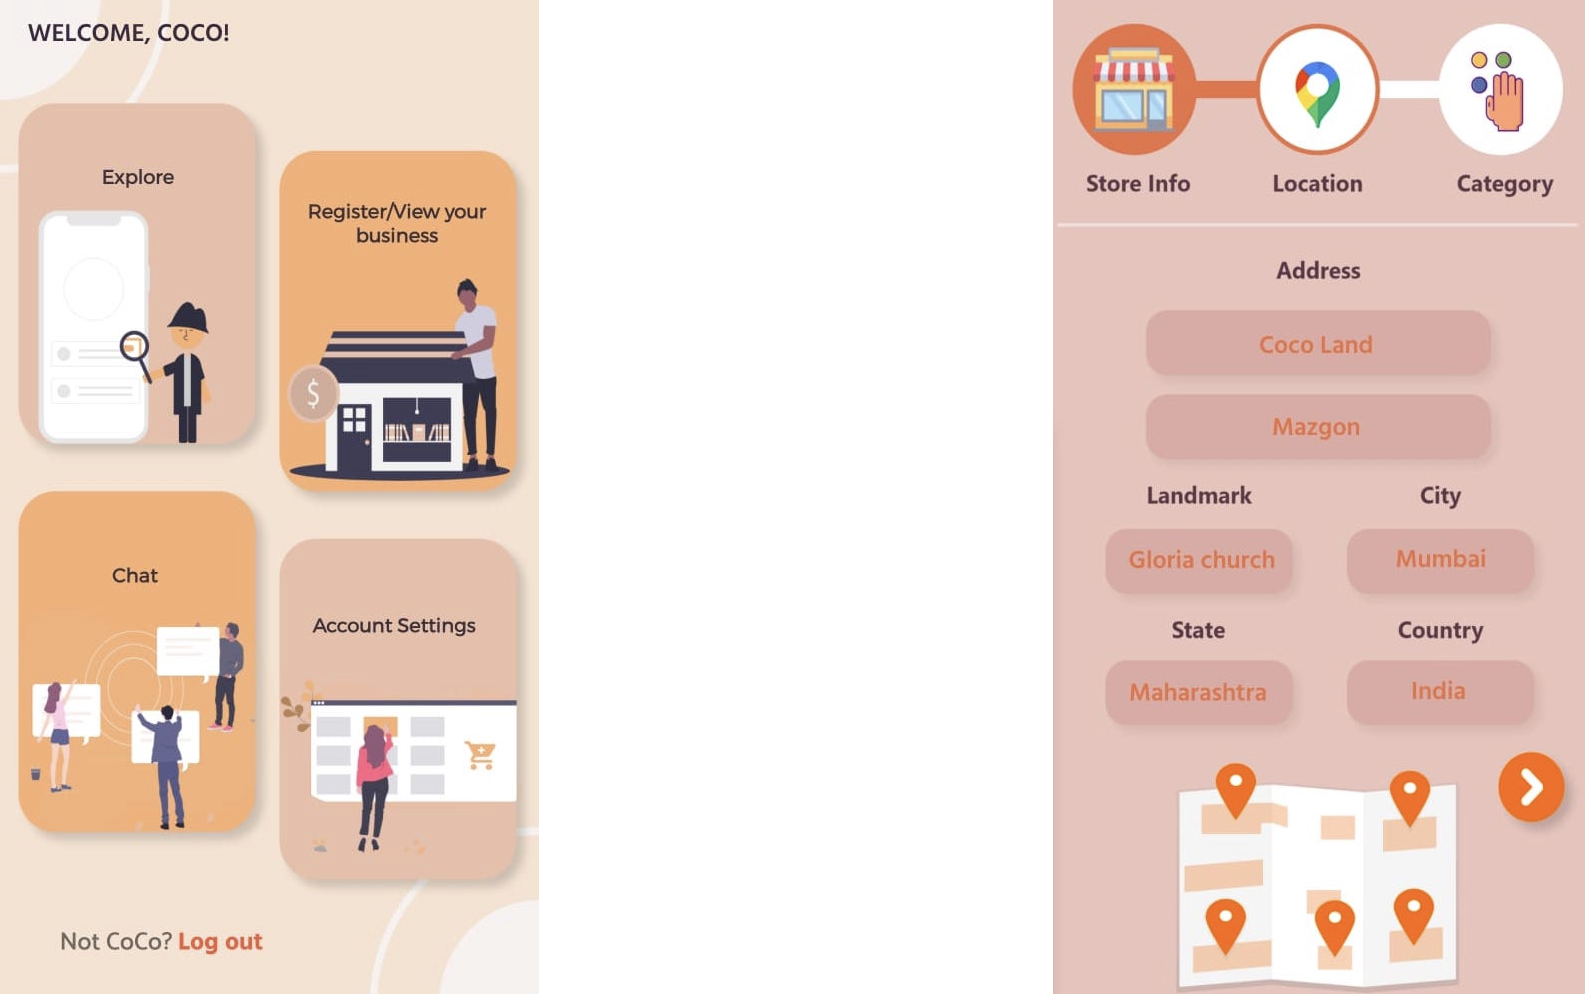 WELCOME, COCO!
Explore
Register/View your
business
$
Chat
Account Settings
Not CoCo? Log out
Store Info
Location
Category
Address
Coco Land
Mazgon
Landmark
City
Gloria church
Mumbai
State
Country
Maharashtra
India